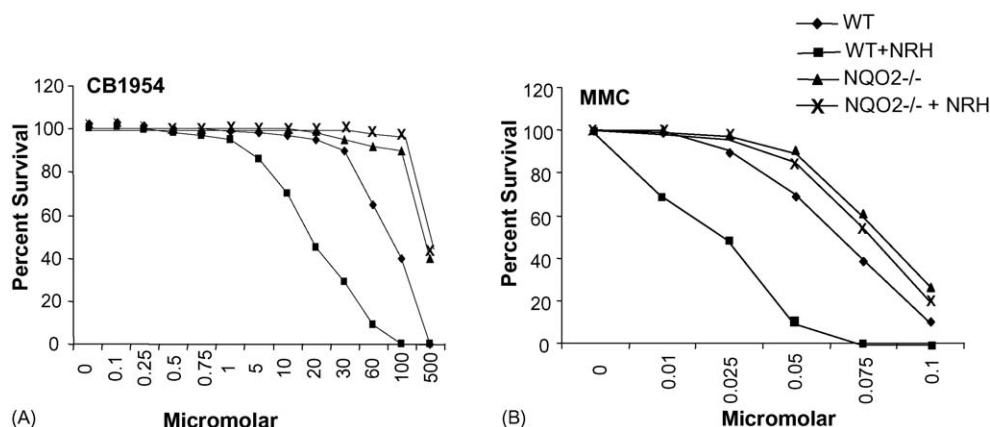 WT
WT+NRH
NQO2-/-
NQO2-/- + NRH
CB1954
Percent Survival
120
100
80
60
40
20
0
0 0.1 0.25 0.5 0.75 1 5 10 20 30 60 100 500
(A) Micromolar
MMC
Percent Survival
120
100
80
60
40
20
0
0 0.01 0.025 0.05 0.075 0.1
(B) Micromolar